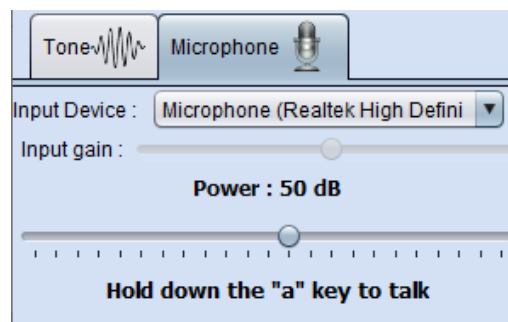 Tone Microphone
Input Device : Microphone (Realtek High Defini
Input gain :
Power : 50 dB
Hold down the "a" key to talk